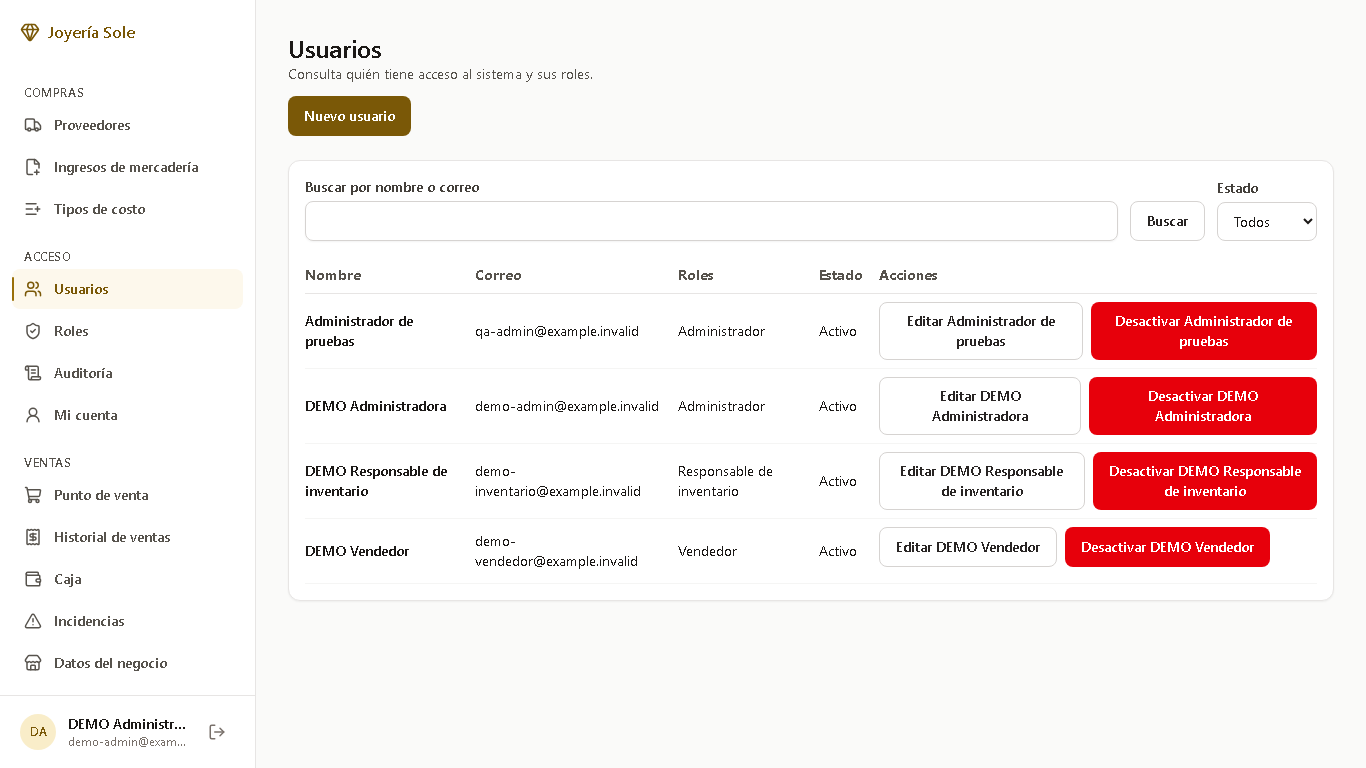 Joyería Sole
COMPRAS
Proveedores
Ingresos de mercadería
Tipos de costo
ACCESO
Usuarios
Roles
Auditoría
Mi cuenta
VENTAS
Punto de venta
Historial de ventas
Caja
Incidencias
Datos del negocio
DA
DEMO Administr...
demo-admin@exam...
Usuarios
Consulta quién tiene acceso al sistema y sus roles.
Nuevo usuario
Buscar por nombre o correo
Buscar
Estado
Todos
Nombre Correo Roles Estado Acciones
Administrador de
pruebas
qa-admin@example.invalid
Administrador
Activo
Editar Administrador de
pruebas
Desactivar Administrador de
pruebas
DEMO Administradora
demo-admin@example.invalid
Administrador
Activo
Editar DEMO
Administradora
Desactivar DEMO
Administradora
DEMO Responsable de
inventario
demo-
inventario@example.invalid
Responsable de
inventario
Activo
Editar DEMO Responsable
de inventario
Desactivar DEMO Responsable
de inventario
DEMO Vendedor
demo-
vendedor@example.invalid
Vendedor
Activo
Editar DEMO Vendedor
Desactivar DEMO Vendedor